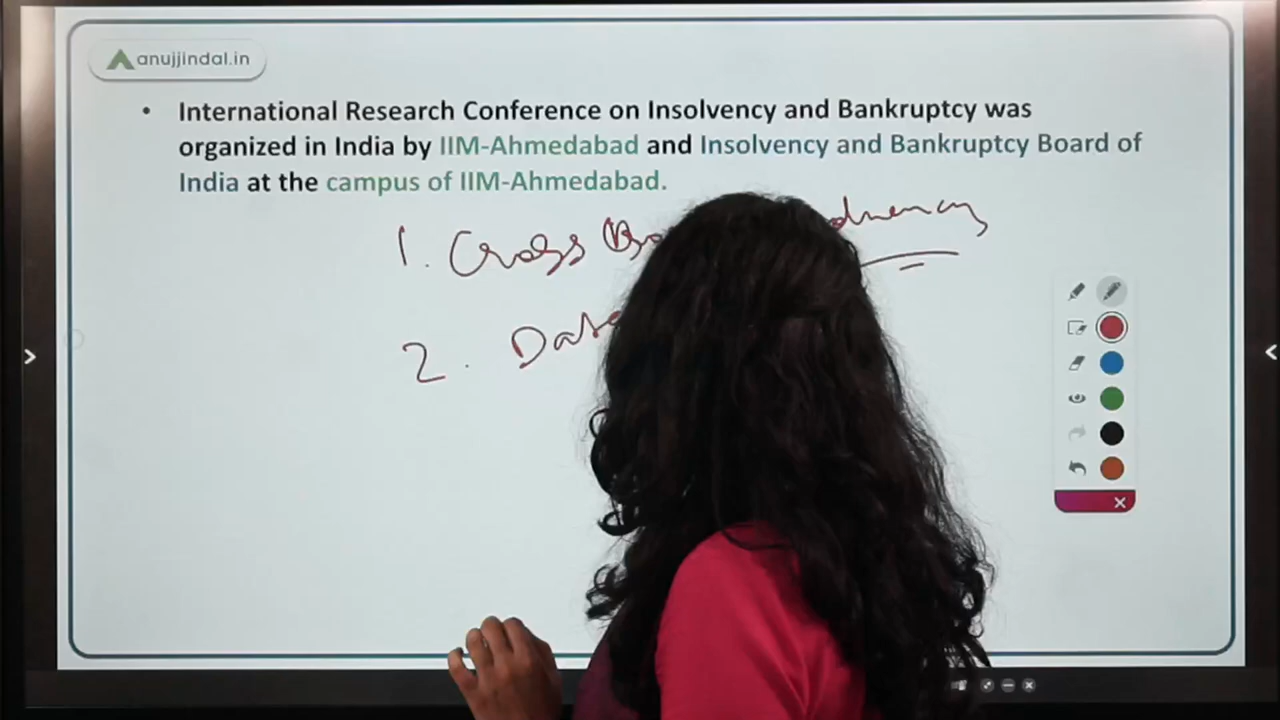 anujjindal.in
• International Research Conference on Insolvency and Bankruptcy was
organized in India by IIM-Ahmedabad and Insolvency and Bankruptcy Board of
India at the campus of IIM-Ahmedabad.
1. Cross
2.